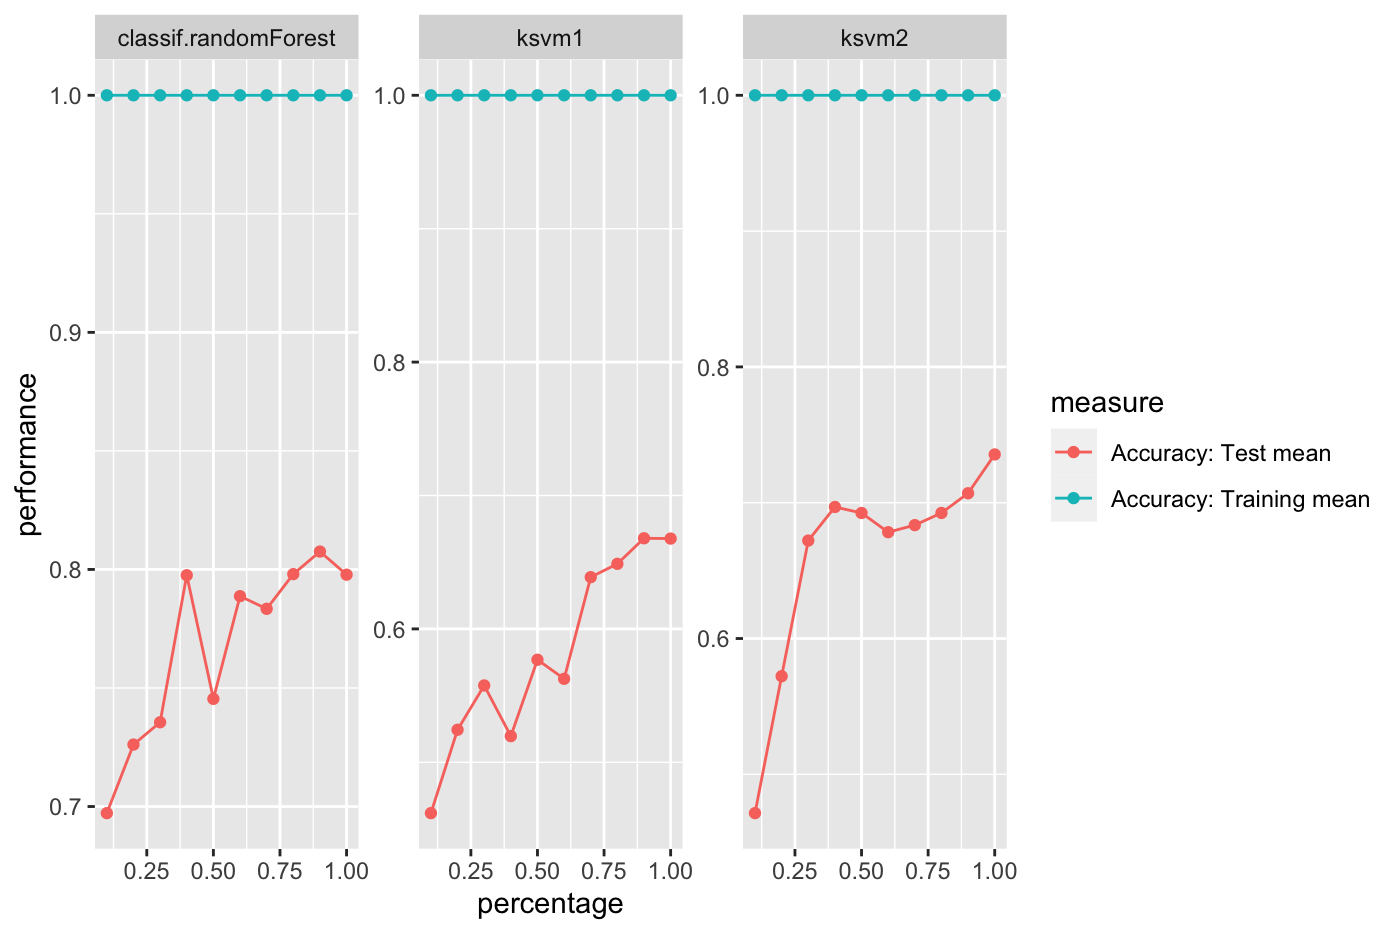 classif.randomForest
ksvm1
ksvm2
1.0
0.9
0.8
0.7
1.0
0.8
0.6
1.0
0.8
0.6
0.25 0.50 0.75 1.00
0.25 0.50 0.75 1.00
0.25 0.50 0.75 1.00
percentage
performance
measure
Accuracy: Test mean
Accuracy: Training mean